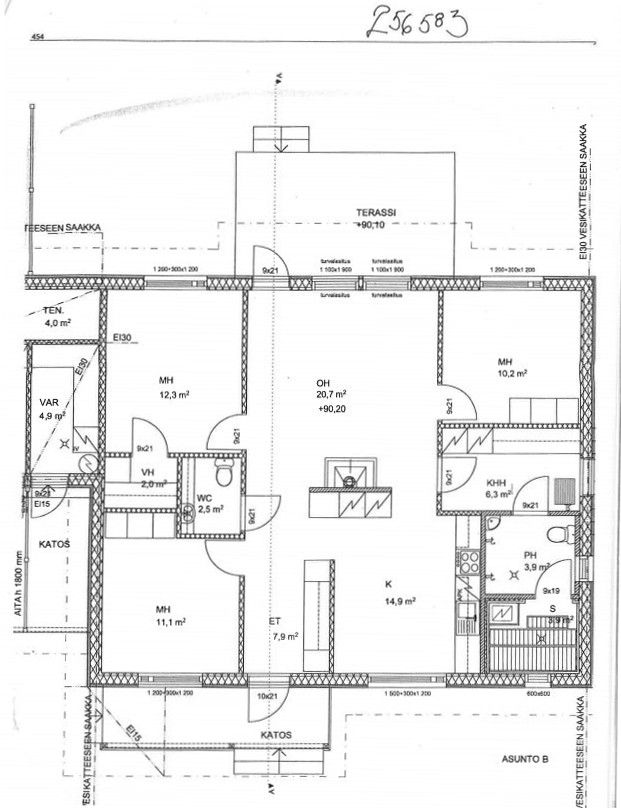 256583
454
EI30 VESIKATTEESEEN SAAKKA
TERASSI
+90,10
TEESEEN SAAKKA
1 200+300x1 200
9x21
turvalasitus
1 100x1 900
turvalasitus
turvalasitus
1 100x1 900
turvalasitus
1 200+300x1 200
TEN.
4,0 m²
EI30
EI30
MH
12,3 m²
OH
20,7 m²
+90,20
MH
10,2 m²
VAR
4,9 m²
IV
9x21
9x21
9x21
VH
2,0 m²
WC
2,5 m²
9x21
9x21
KHH
6,3 m²
9x21
9x21
EI15
KATOS
AITA h 1800 mm
PH
3,9 m²
9x19
S
3,9 m²
APK
K
14,9 m²
MH
11,1 m²
ET
7,9 m²
1 200+300x1 200
10x21
1 500+300x1 200
600x600
EI15
KATOS
VESIKATTEESEEN SAAKKA
VESIKATTEESEEN SAAKKA
ASUNTO B
A
A